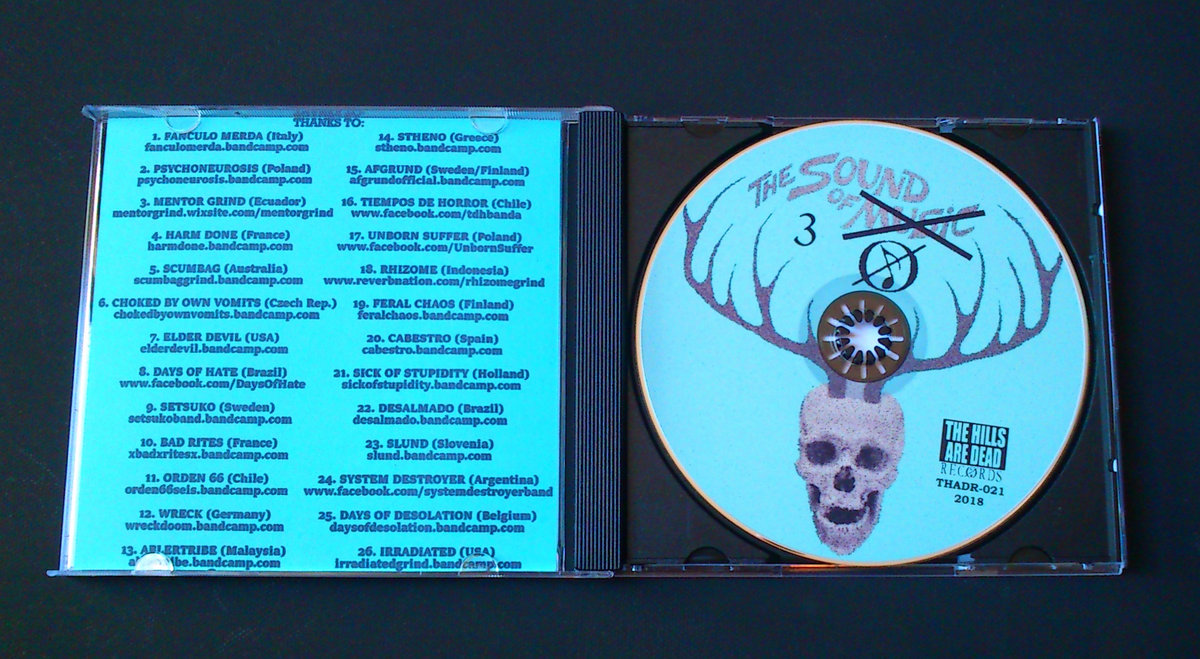 THANKS TO:
1. FANCULO MERDA (Italy)
fanculomerda.bandcamp.com
2. PSYCHONEUROSIS (Poland)
psychoneurosis.bandcamp.com
3. MENTOR GRIND (Ecuador)
mentorgrind.wixsite.com/mentorgrind
4. HARM DONE (France)
harmdone.bandcamp.com
5. SCUMBAG (Australia)
scumbaggrind.bandcamp.com
6. CHOKED BY OWN VOMITS (Czech Rep.)
chokedbyownvomits.bandcamp.com
7. ELDER DEVIL (USA)
elderdevil.bandcamp.com
8. DAYS OF HATE (Brazil)
www.facebook.com/DaysOfHate
9. SETSUKO (Sweden)
setsukoband.bandcamp.com
10. BAD RITES (France)
xbadxritesx.bandcamp.com
11. ORDEN 66 (Chile)
orden66seis.bandcamp.com
12. WRECK (Germany)
wreckdoom.bandcamp.com
13. ABLERTRIBE (Malaysia)
14. STHENO (Greece)
stheno.bandcamp.com
15. AFGRUND (Sweden/Finland)
afgrundofficial.bandcamp.com
16. TIEMPOS DE HORROR (Chile)
www.facebook.com/tdhbanda
17. UNBORN SUFFER (Poland)
www.facebook.com/UnbornSuffer
18. RHIZOME (Indonesia)
www.reverbnation.com/rhizomegrind
19. FERAL CHAOS (Finland)
feralchaos.bandcamp.com
20. CABESTRO (Spain)
cabestro.bandcamp.com
21. SICK OF STUPIDITY (Holland)
sickofstupidity.bandcamp.com
22. DESALMADO (Brazil)
desalmado.bandcamp.com
23. SLUND (Slovenia)
slund.bandcamp.com
24. SYSTEM DESTROYER (Argentina)
www.facebook.com/systemdestroyerband
25. DAYS OF DESOLATION (Belgium)
daysofdesolation.bandcamp.com
26. IRRADIATED (USA)
irradiatedgrind.bandcamp.com
THE SOUND
OF MUSIC
3
THE HILLS
ARE DEAD
RECORDS
THADR-021
2018